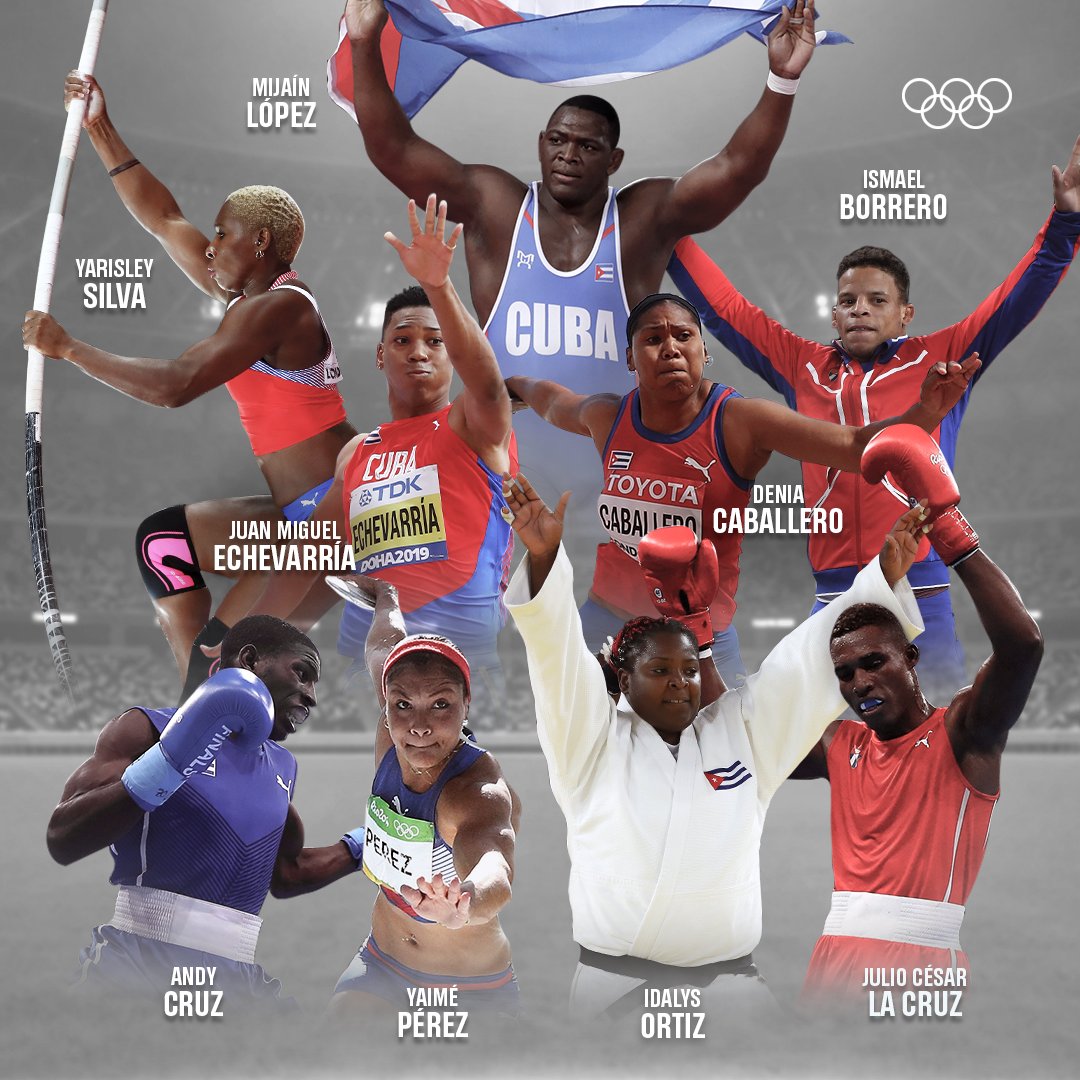 MIJAÍN
LÓPEZ
ISMAEL
BORRERO
YARISLEY
SILVA
CUBA
CUBA
TDK
ECHEVARRÍA
DOHA2019
JUAN MIGUEL
ECHEVARRÍA
TOYOTA
CABALLERO
DENIA
CABALLERO
FINALS
PEREZ
ANDY
CRUZ
YAIMÉ
PÉREZ
IDALYS
ORTIZ
JULIO CÉSAR
LA CRUZ